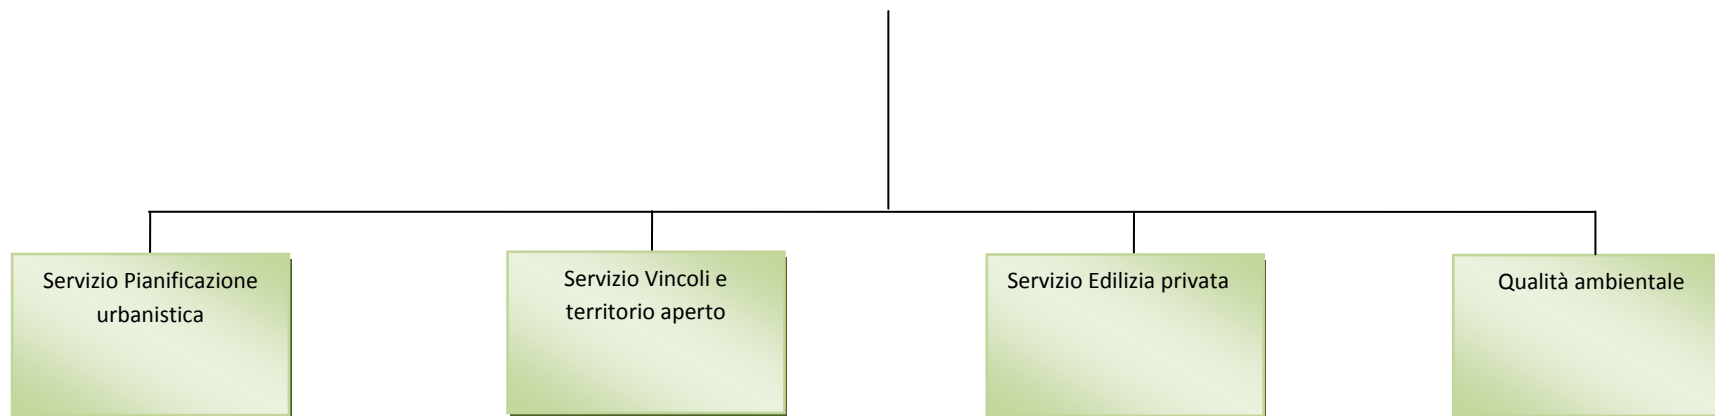 Servizio Pianificazione
urbanistica
Servizio Vincoli e
territorio aperto
Servizio Edilizia privata
Qualità ambientale